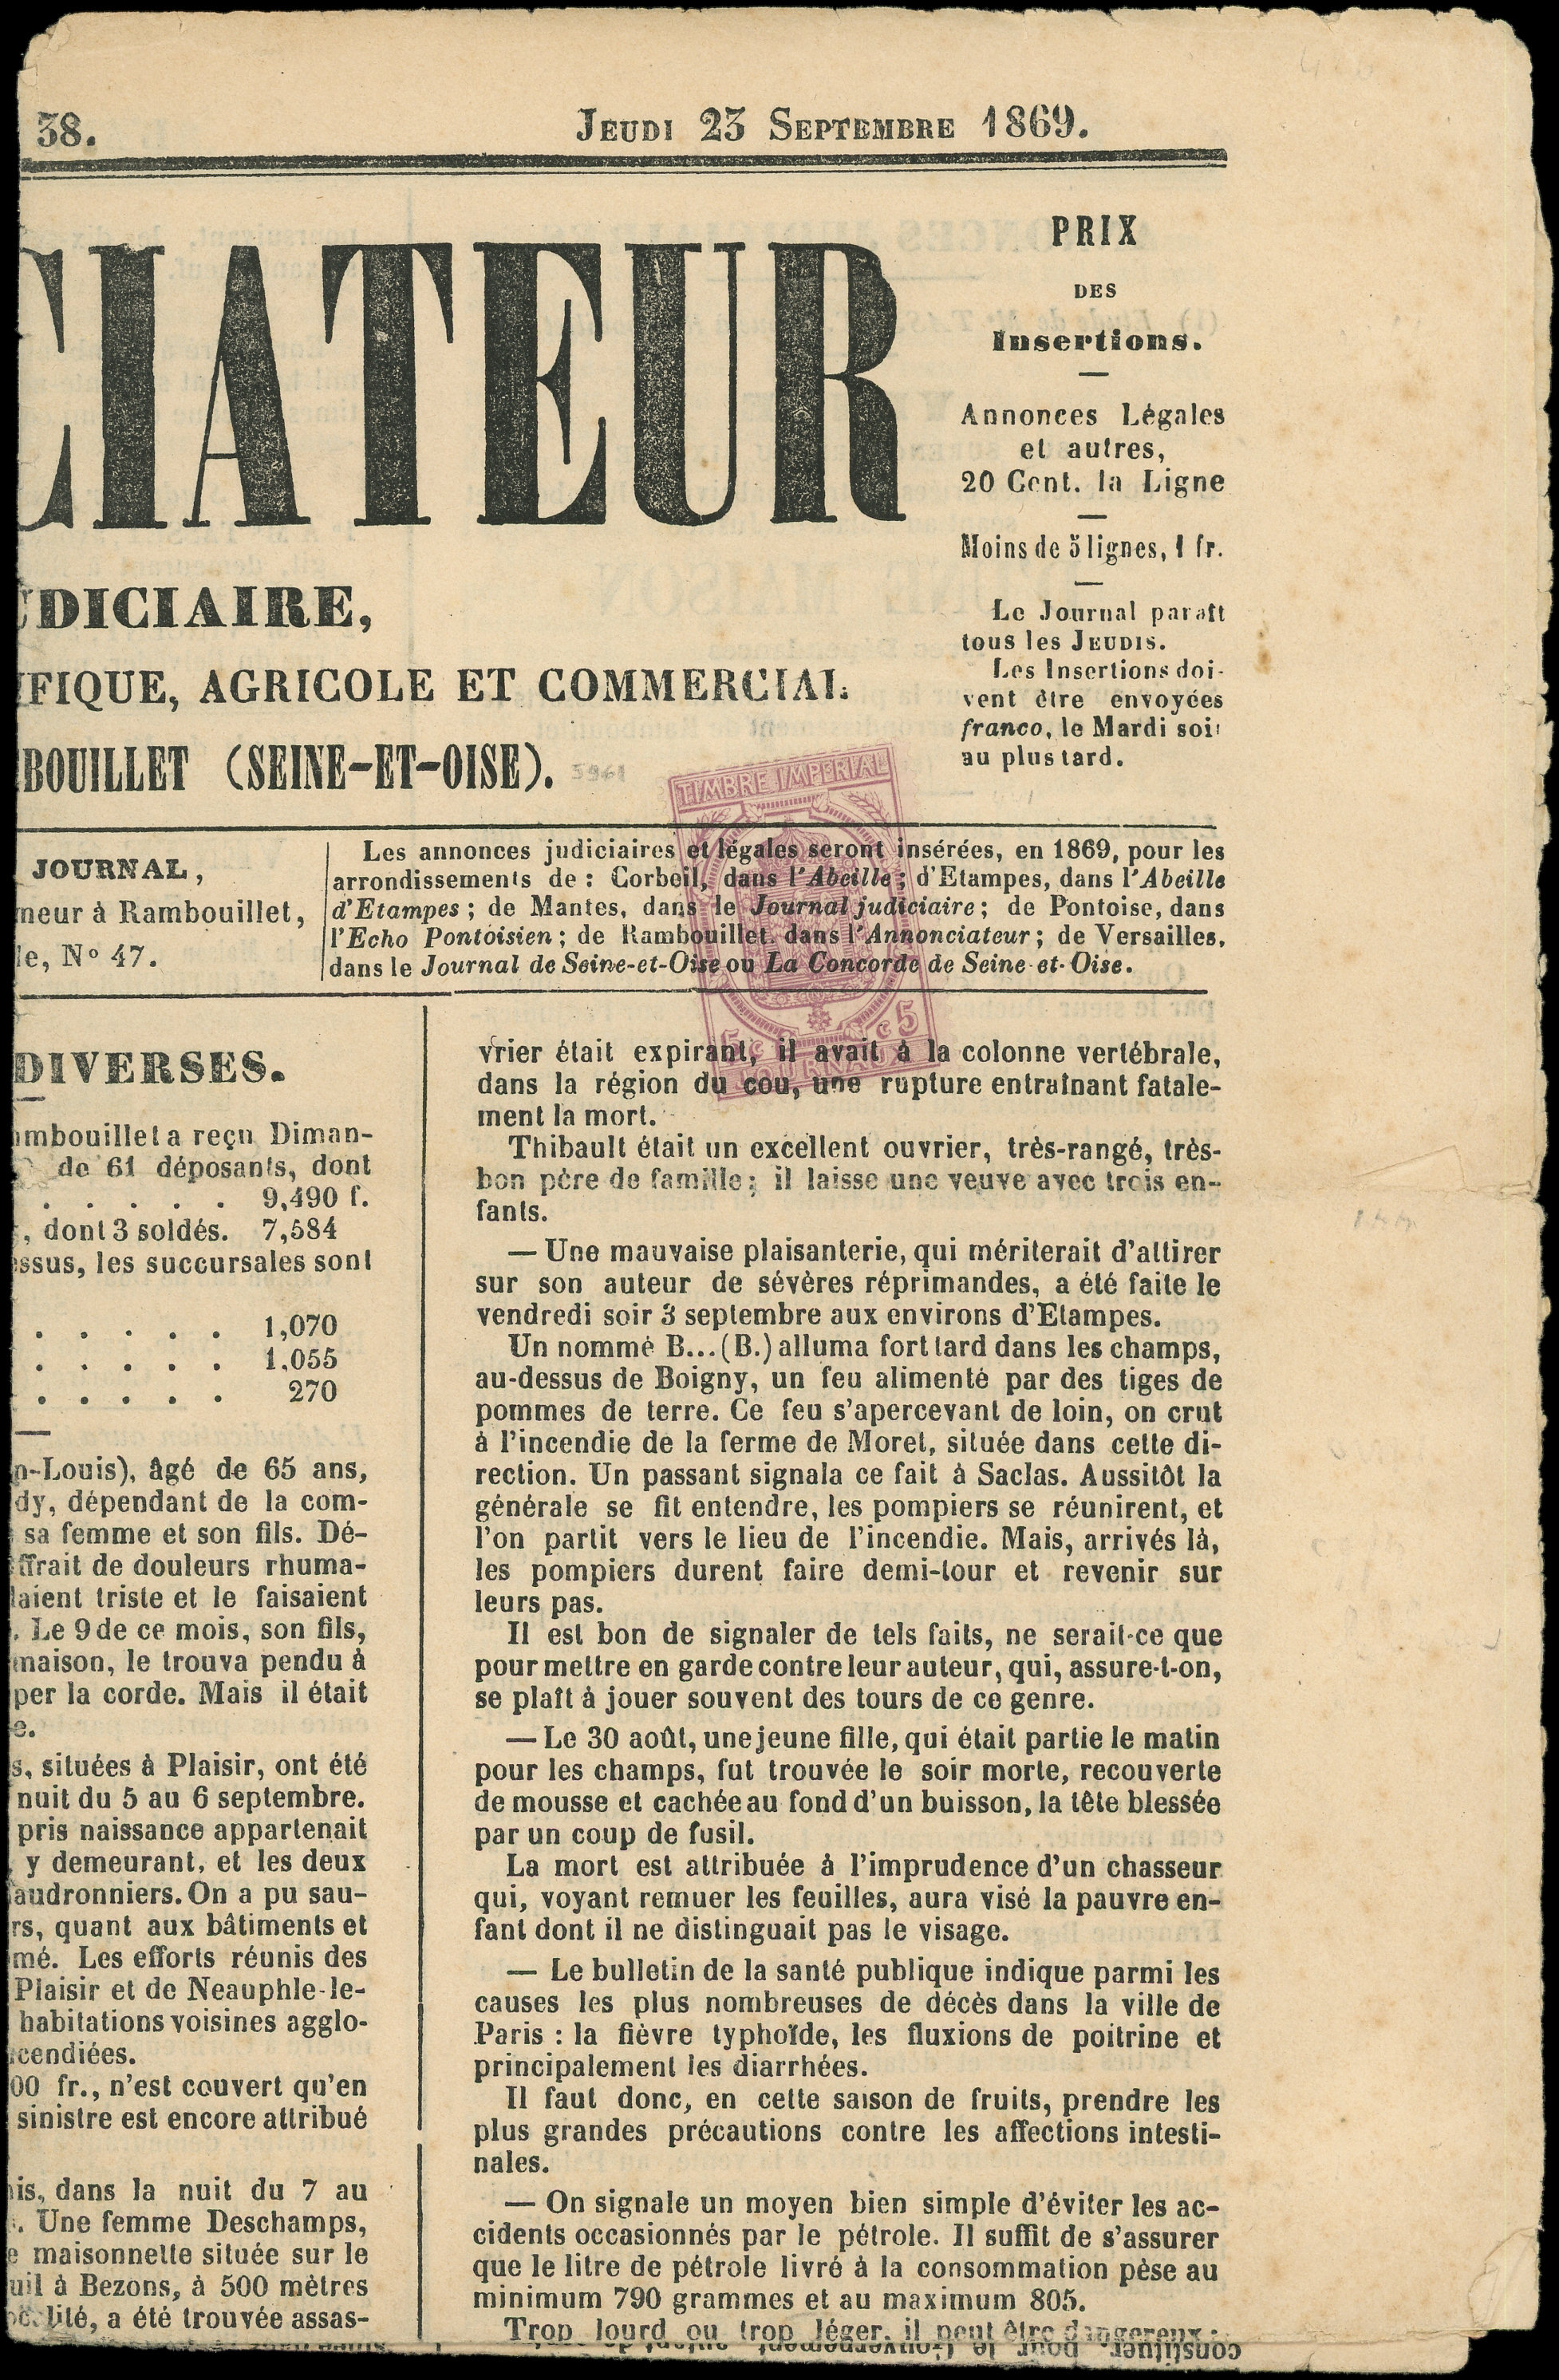 38.
JEUDI 23 SEPTEMBRE 1869.
CIATEUR
UDICIAIRE,
IFIQUE, AGRICOLE ET COMMERCIAL
BOUILLET (SEINE-ET-OISE).
5961
PRIX
DES
Insertions.
Annonces Légales
et autres,
20 Cent. la Ligne
Moins de 5 lignes, 1 fr.
Le Journal paraît
tous les JEUDIS.
Les Insertions doi-
vent être envoyées
franco, le Mardi soir
au plus tard.
TIMBRE IMPERIAL
5 c c 5
JOURNAUX
JOURNAL,
meur à Rambouillet,
le, No 47.
Les annonces judiciaires et légales seront insérées, en 1869, pour les
arrondissements de : Corbeil, dans l'Abeille ; d'Etampes, dans l'Abeille
d'Etampes ; de Mantes, dans le Journal judiciaire ; de Pontoise, dans
l'Echo Pontoisien ; de Rambouillet, dans l'Annonciateur ; de Versailles,
dans le Journal de Seine-et-Oise ou La Concorde de Seine-et-Oise.
DIVERSES.
ambouillet a reçu Diman-
de 61 déposants, dont
. . . . . . 9,490 f.
, dont 3 soldés. 7,584
essus, les succursales sont
. . . . . 1,070
. . . . . 1.055
. . . . . 270
n-Louis), âgé de 65 ans,
dy, dépendant de la com-
sa femme et son fils. Dé-
ffrait de douleurs rhuma-
laient triste et le faisaient
. Le 9 de ce mois, son fils,
maison, le trouva pendu à
per la corde. Mais il était
e.
s, situées à Plaisir, ont été
nuit du 5 au 6 septembre.
pris naissance appartenait
, y demeurant, et les deux
audronniers. On a pu sau-
rs, quant aux bâtiments et
mé. Les efforts réunis des
Plaisir et de Neauphle-le-
habitations voisines agglo-
cendiées.
00 fr., n'est couvert qu'en
sinistre est encore attribué
is, dans la nuit du 7 au
. Une femme Deschamps,
e maisonnette située sur le
uil à Bezons, à 500 mètres
lité, a été trouvée assas-
vrier était expirant, il avait à la colonne vertébrale,
dans la région du cou, une rupture entraînant fatale-
ment la mort.
Thibault était un excellent ouvrier, très-rangé, très-
bon père de famille ; il laisse une veuve avec trois en-
fants.
— Une mauvaise plaisanterie, qui mériterait d'attirer
sur son auteur de sévères réprimandes, a été faite le
vendredi soir 3 septembre aux environs d'Etampes.
Un nommé B... (B.) alluma fort tard dans les champs,
au-dessus de Boigny, un feu alimenté par des tiges de
pommes de terre. Ce feu s'apercevant de loin, on crut
à l'incendie de la ferme de Moret, située dans cette di-
rection. Un passant signala ce fait à Saclas. Aussitôt la
générale se fit entendre, les pompiers se réunirent, et
l'on partit vers le lieu de l'incendie. Mais, arrivés là,
les pompiers durent faire demi-tour et revenir sur
leurs pas.
Il est bon de signaler de tels faits, ne serait-ce que
pour mettre en garde contre leur auteur, qui, assure-t-on,
se plaît à jouer souvent des tours de ce genre.
— Le 30 août, une jeune fille, qui était partie le matin
pour les champs, fut trouvée le soir morte, recouverte
de mousse et cachée au fond d'un buisson, la tête blessée
par un coup de fusil.
La mort est attribuée à l'imprudence d'un chasseur
qui, voyant remuer les feuilles, aura visé la pauvre en-
fant dont il ne distinguait pas le visage.
— Le bulletin de la santé publique indique parmi les
causes les plus nombreuses de décès dans la ville de
Paris : la fièvre typhoïde, les fluxions de poitrine et
principalement les diarrhées.
Il faut donc, en cette saison de fruits, prendre les
plus grandes précautions contre les affections intesti-
nales.
— On signale un moyen bien simple d'éviter les ac-
cidents occasionnés par le pétrole. Il suffit de s'assurer
que le litre de pétrole livré à la consommation pèse au
minimum 790 grammes et au maximum 805.
Trop lourd ou trop léger, il peut être dangereux ;
constituer, pour le Gouvernement